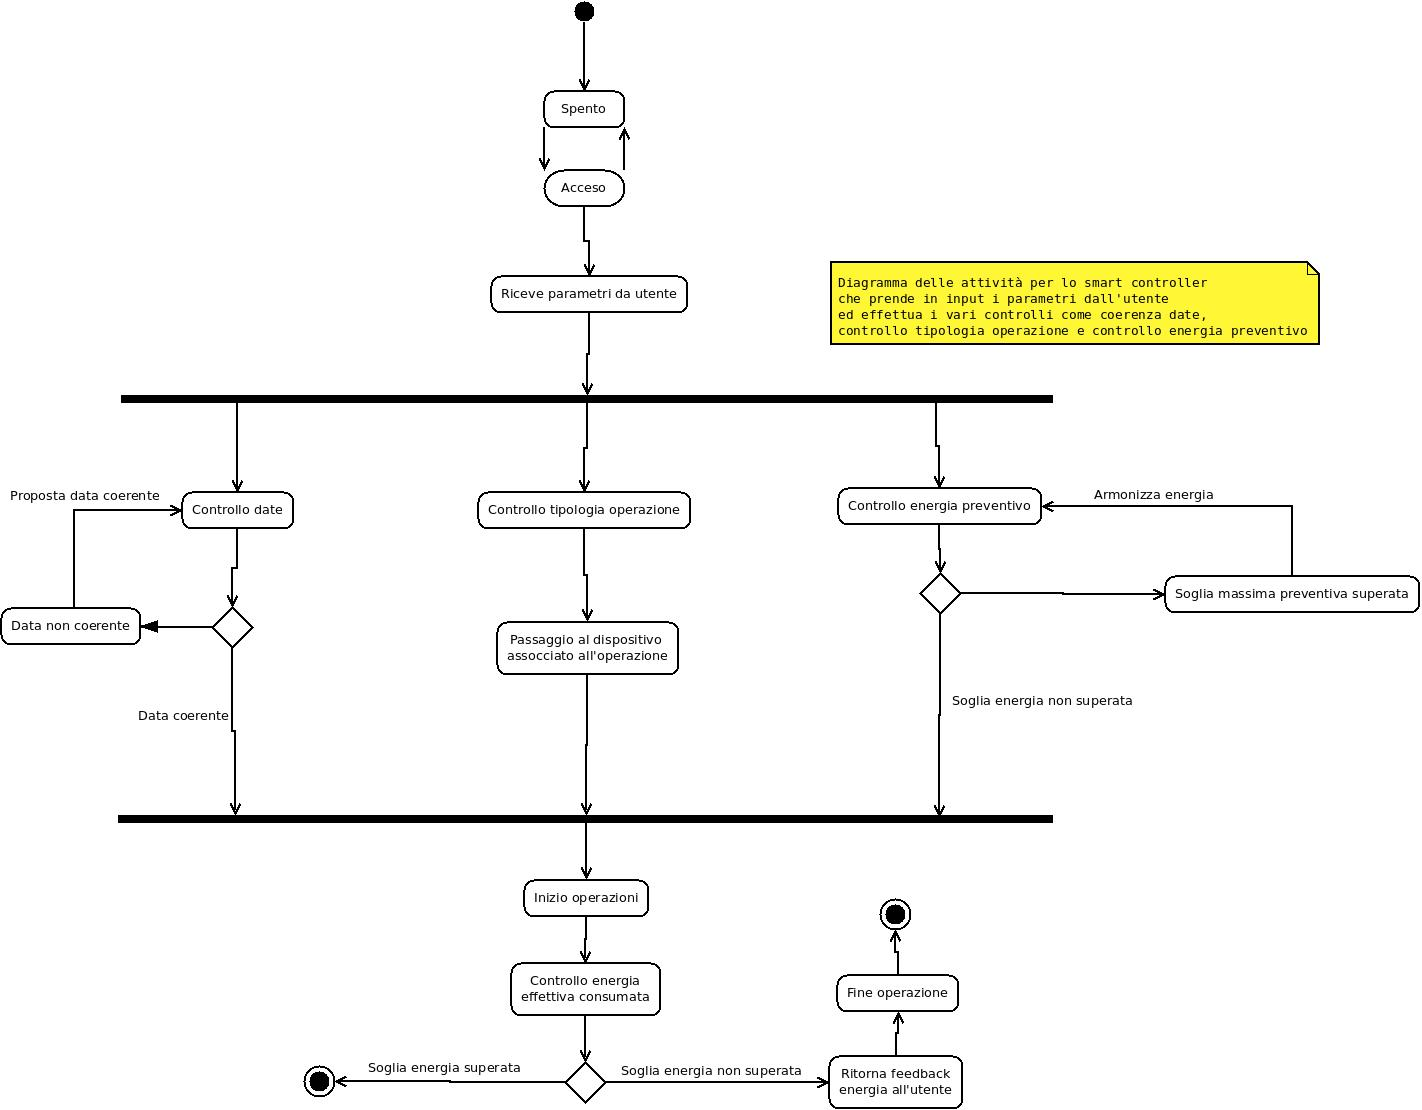 Spento
Acceso
Riceve parametri da utente
Diagramma delle attività per lo smart controller
che prende in input i parametri dall'utente
ed effettua i vari controlli come coerenza date,
controllo tipologia operazione e controllo energia preventivo
Proposta data coerente
Controllo date
Controllo tipologia operazione
Controllo energia preventivo
Armonizza energia
Data non coerente
Passaggio al dispositivo
assocciato all'operazione
Soglia massima preventiva superata
Data coerente
Soglia energia non superata
Inizio operazioni
Controllo energia
effettiva consumata
Fine operazione
Soglia energia superata
Soglia energia non superata
Ritorna feedback
energia all'utente